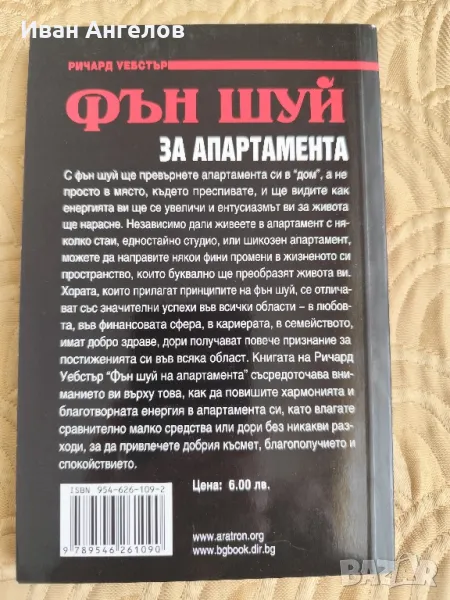 Иван Ангелов
РИЧАРД УЕБСТЪР
ФЪН ШУЙ
ЗА АПАРТАМЕНТА
С фън шуй ще превърнете апартамента си в "дом", а не
просто в място, където преспивате, и ще видите как
енергията ви ще се увеличи и ентусиазмът ви за живота
ще нарасне. Независимо дали живеете в апартамент с ня-
колко стаи, едностайно студио, или шикозен апартамент,
можете да направите някои фини промени в жизненото си
пространство, които буквално ще преобразят живота ви.
Хората, които прилагат принципите на фън шуй, се отлича-
ват със значителни успехи във всички области – в любов-
та, във финансовата сфера, в кариерата, в семейството,
имат добро здраве, дори получават повече признание за
постиженията си във всяка област. Книгата на Ричард
Уебстър "Фън шуй на апартамента" съсредоточава вни-
манието ви върху това, как да повишите хармонията и
благотворната енергия в апартамента си, като влагате
сравнително малко средства или дори без никакви раз-
ходи, за да привлечете добрия късмет, благополучието и
спокойствието.
ISBN 954-626-109-2
Цена: 6.00 лв.
9 789546 261090
www.aratron.org
www.bgbook.dir.bg
BAZAR